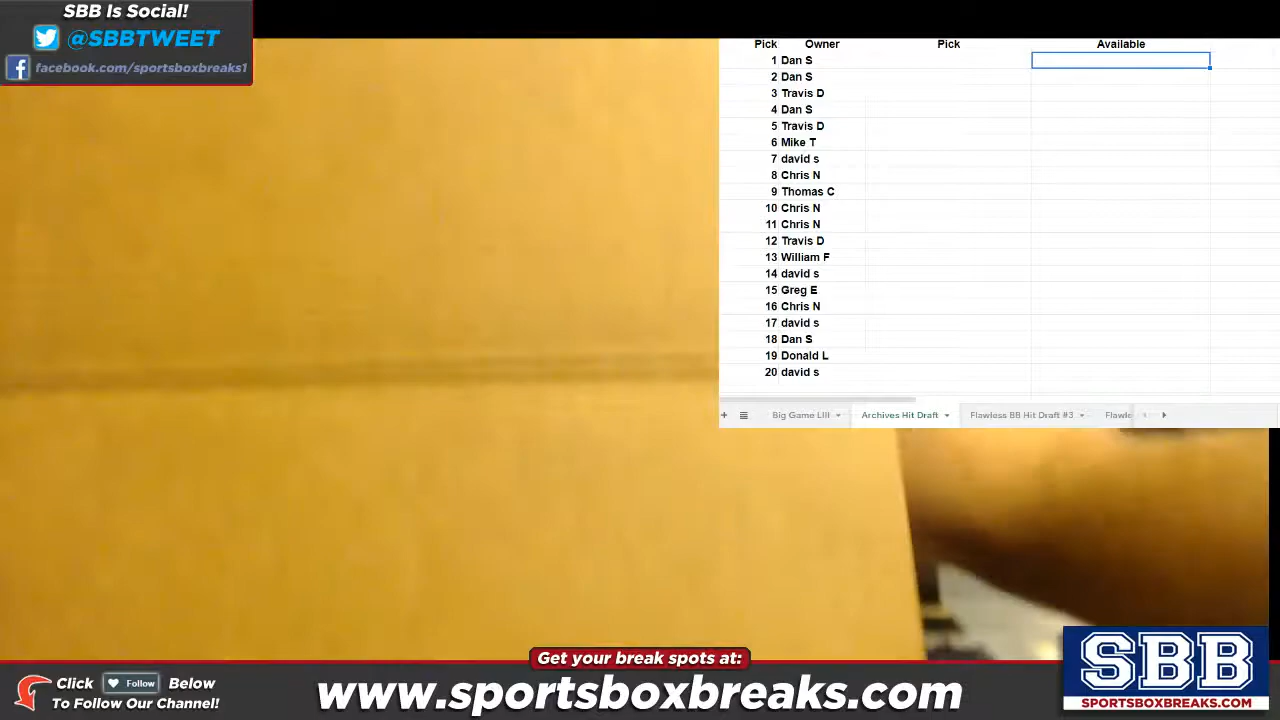 SBB Is Social!
@SBBTWEET
facebook.com/sportsboxbreaks1
Pick Owner Pick Available
1 Dan S
2 Dan S
3 Travis D
4 Dan S
5 Travis D
6 Mike T
7 david s
8 Chris N
9 Thomas C
10 Chris N
11 Chris N
12 Travis D
13 William F
14 david s
15 Greg E
16 Chris N
17 david s
18 Dan S
19 Donald L
20 david s
Big Game LIII Archives Hit Draft Flawless BB Hit Draft #3 Flawle
Get your break spots at:
Click Follow Below
To Follow Our Channel!
www.sportsboxbreaks.com
SBB
SPORTSBOXBREAKS.COM